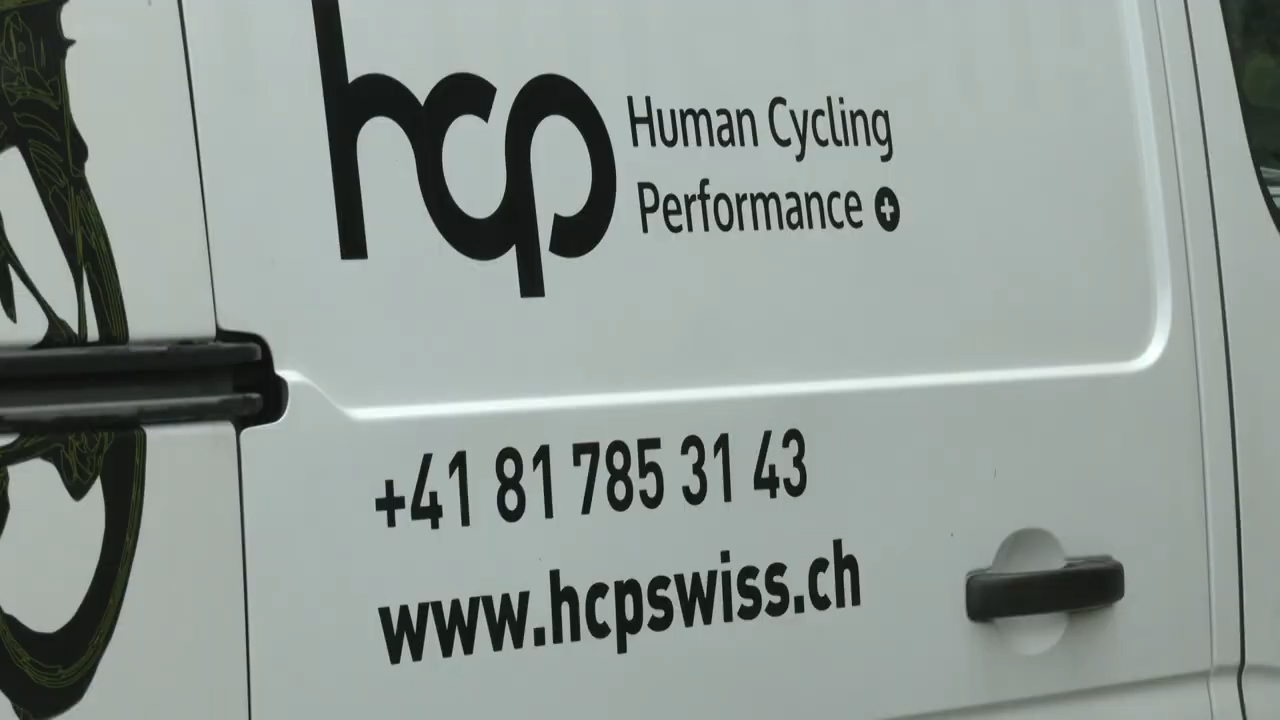 hcp
Human Cycling
Performance
+41 81 785 31 43
www.hcpswiss.ch